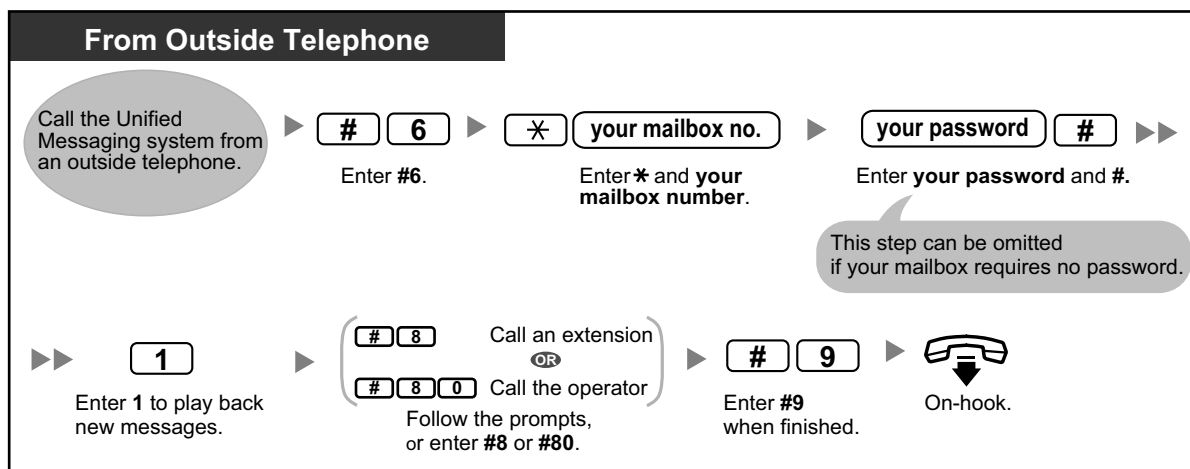 From Outside Telephone
Call the Unified
Messaging system from
an outside telephone.
# 6
Enter #6.
* your mailbox no.
Enter * and your
mailbox number.
your password #
Enter your password and #.
This step can be omitted
if your mailbox requires no password.
1
Enter 1 to play back
new messages.
# 8 Call an extension
OR
# 8 0 Call the operator
Follow the prompts,
or enter #8 or #80.
# 9
Enter #9
when finished.
On-hook.